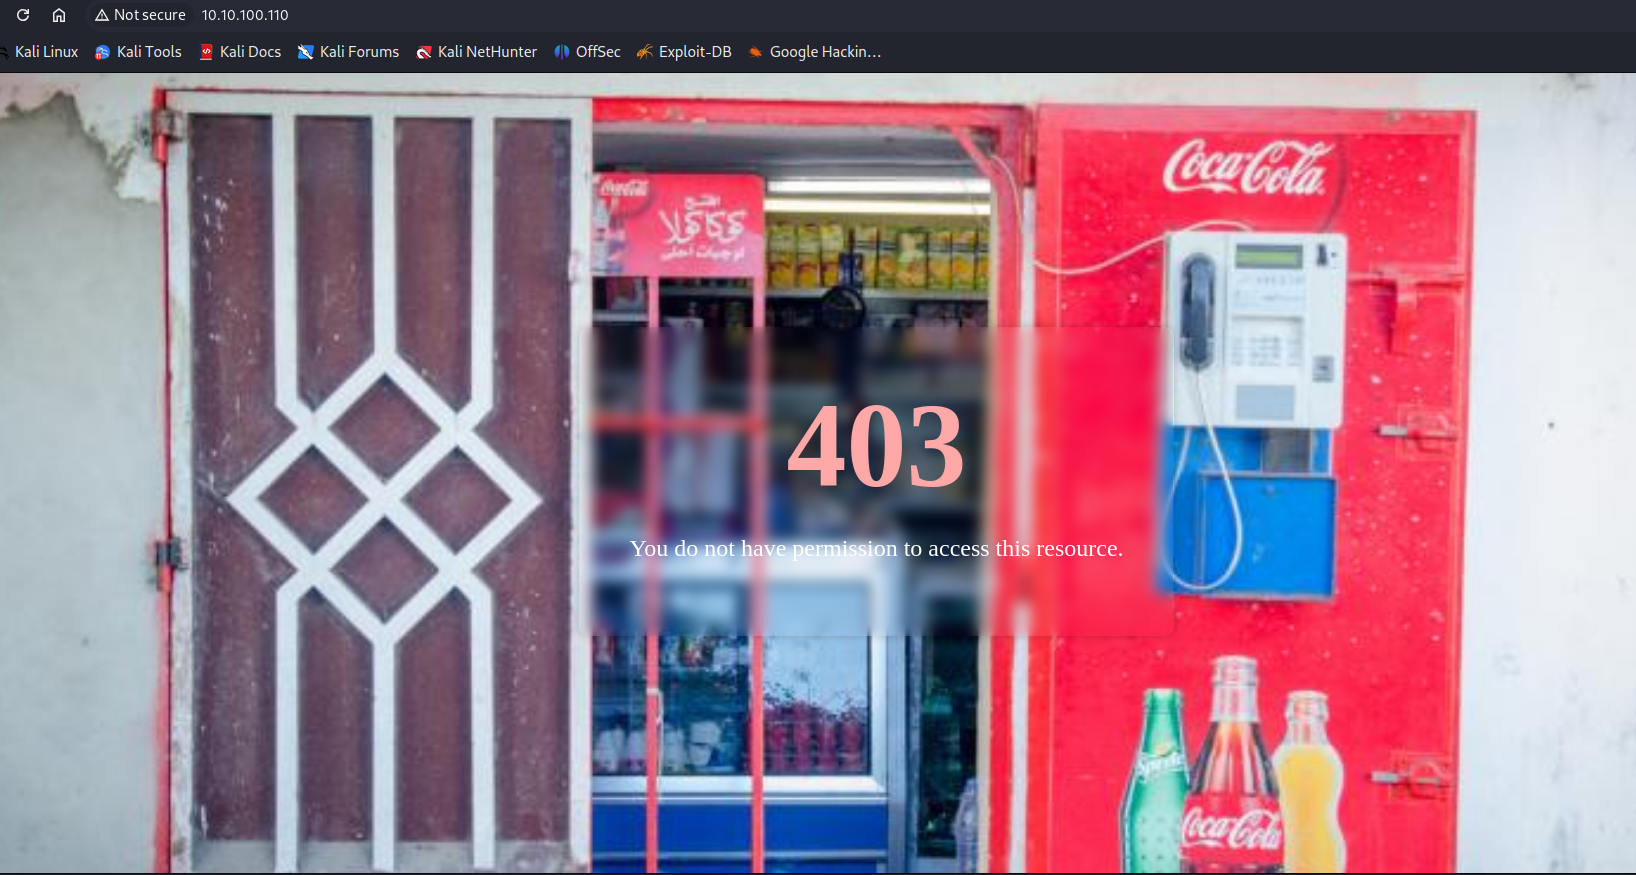 Not secure 10.10.100.110
Kali Linux Kali Tools Kali Docs Kali Forums Kali NetHunter OffSec Exploit-DB Google Hackin…
Coca-Cola
Coca-Cola
كوكاكولا
403
You do not have permission to access this resource.
Sprite
Coca-Cola